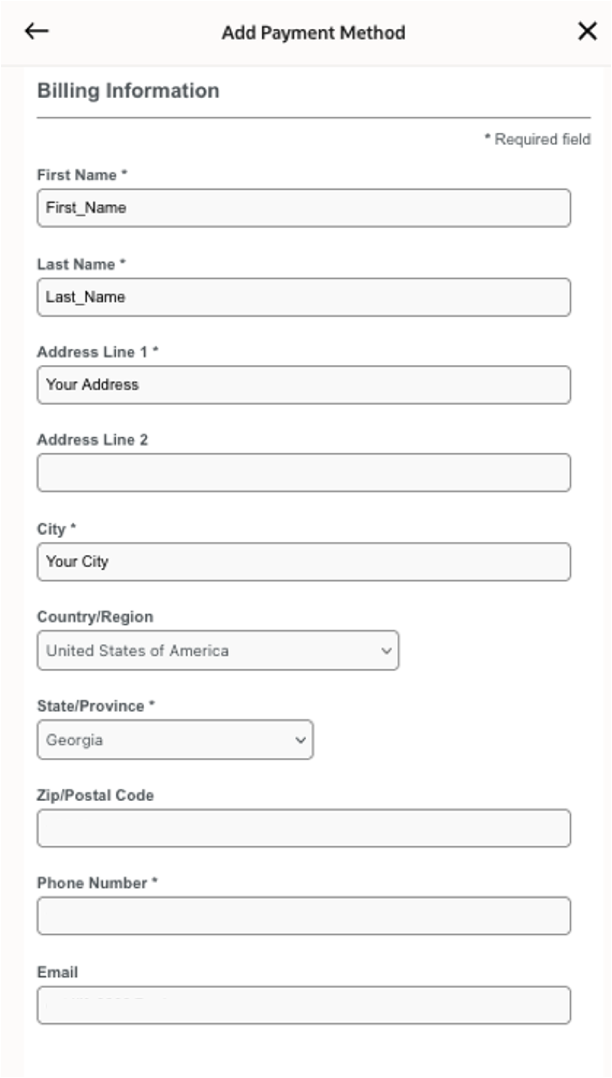 Add Payment Method
Billing Information
* Required field
First Name *
First_Name
Last Name *
Last_Name
Address Line 1 *
Your Address
Address Line 2
City *
Your City
Country/Region
United States of America
State/Province *
Georgia
Zip/Postal Code
Phone Number *
Email